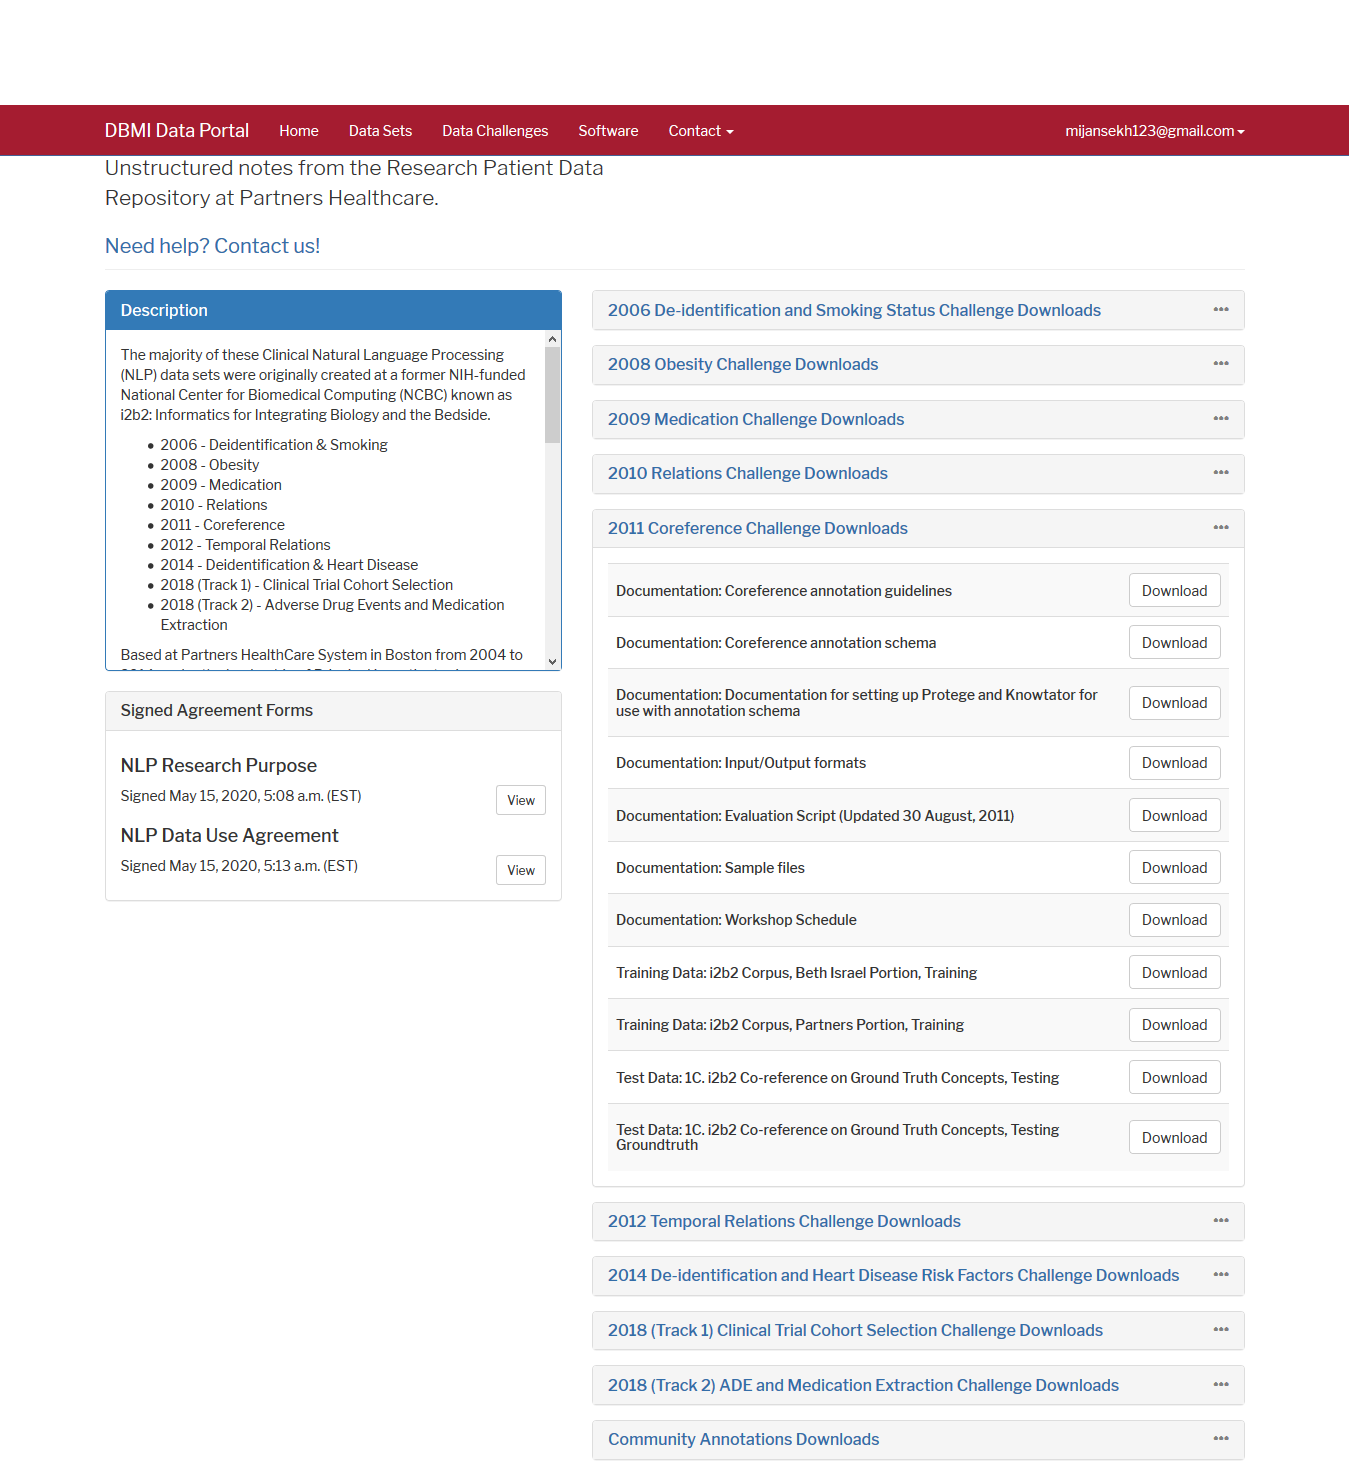 DBMI Data Portal Home Data Sets Data Challenges Software Contact mijansekh123@gmail.com
Unstructured notes from the Research Patient Data
Repository at Partners Healthcare.
Need help? Contact us!
Description
The majority of these Clinical Natural Language Processing
(NLP) data sets were originally created at a former NIH-funded
National Center for Biomedical Computing (NCBC) known as
i2b2: Informatics for Integrating Biology and the Bedside.
2006 - Deidentification & Smoking
2008 - Obesity
2009 - Medication
2010 - Relations
2011 - Coreference
2012 - Temporal Relations
2014 - Deidentification & Heart Disease
2018 (Track 1) - Clinical Trial Cohort Selection
2018 (Track 2) - Adverse Drug Events and Medication
Extraction
Based at Partners HealthCare System in Boston from 2004 to
Signed Agreement Forms
NLP Research Purpose
Signed May 15, 2020, 5:08 a.m. (EST) View
NLP Data Use Agreement
Signed May 15, 2020, 5:13 a.m. (EST) View
2006 De-identification and Smoking Status Challenge Downloads
2008 Obesity Challenge Downloads
2009 Medication Challenge Downloads
2010 Relations Challenge Downloads
2011 Coreference Challenge Downloads
Documentation: Coreference annotation guidelines Download
Documentation: Coreference annotation schema Download
Documentation: Documentation for setting up Protege and Knowtator for
use with annotation schema Download
Documentation: Input/Output formats Download
Documentation: Evaluation Script (Updated 30 August, 2011) Download
Documentation: Sample files Download
Documentation: Workshop Schedule Download
Training Data: i2b2 Corpus, Beth Israel Portion, Training Download
Training Data: i2b2 Corpus, Partners Portion, Training Download
Test Data: 1C. i2b2 Co-reference on Ground Truth Concepts, Testing Download
Test Data: 1C. i2b2 Co-reference on Ground Truth Concepts, Testing
Groundtruth Download
2012 Temporal Relations Challenge Downloads
2014 De-identification and Heart Disease Risk Factors Challenge Downloads
2018 (Track 1) Clinical Trial Cohort Selection Challenge Downloads
2018 (Track 2) ADE and Medication Extraction Challenge Downloads
Community Annotations Downloads